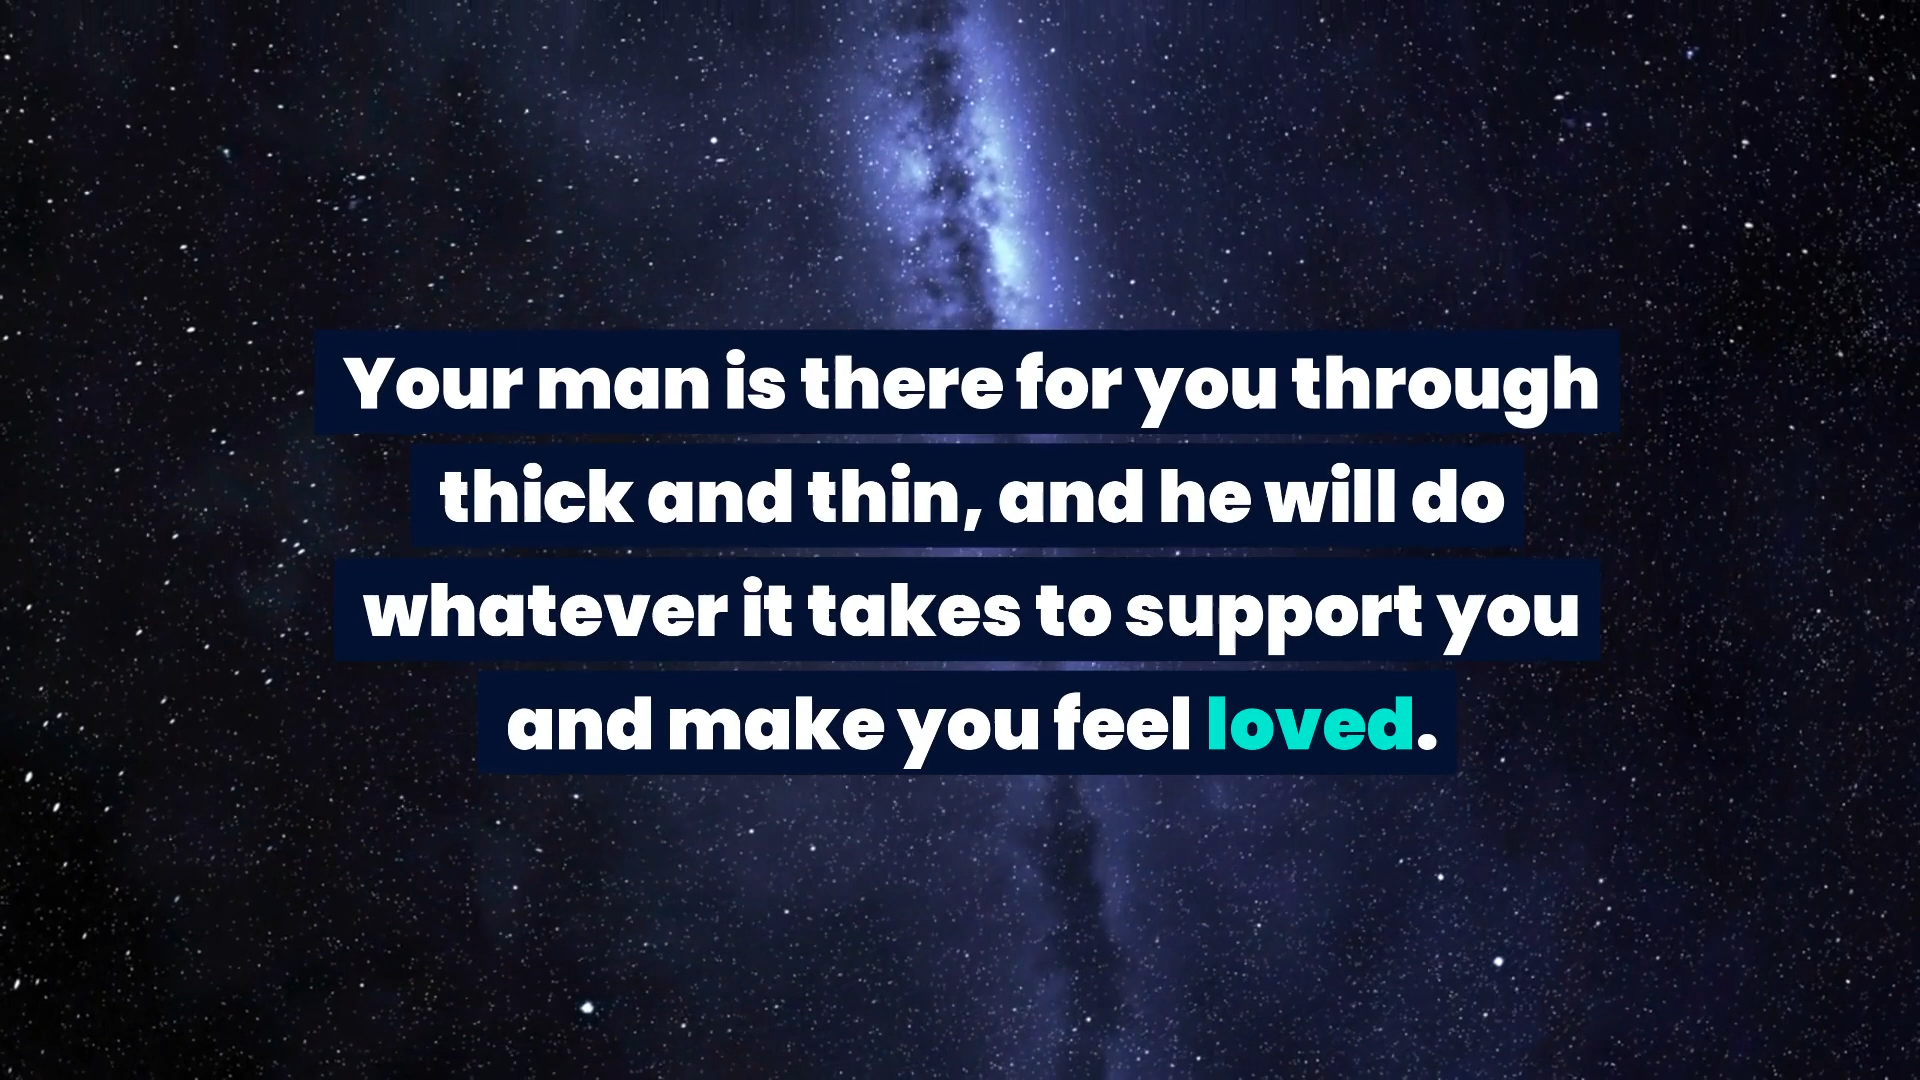 Your man is there for you through
thick and thin, and he will do
whatever it takes to support you
and make you feel loved.